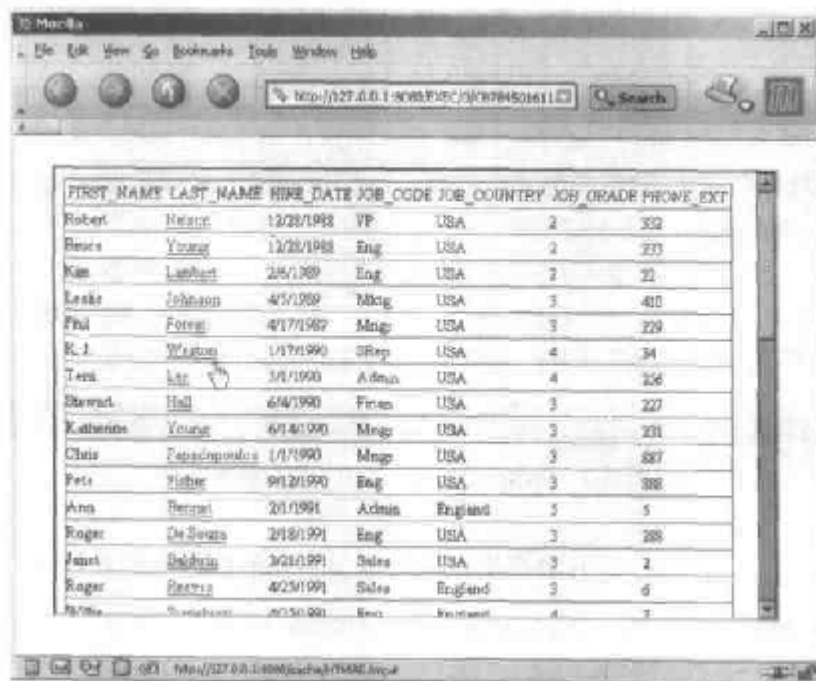 Mozilla
File Edit View Go Bookmarks Tools Window Help
Search
FIRST_NAME LAST_NAME HIRE_DATE JOB_CODE JOB_COUNTRY JOB_GRADE PHONE_EXT
Robert Nelson 12/28/1988 VP USA 2 332
Bruce Young 12/28/1988 Eng USA 2 233
Kim Lambert 2/6/1989 Eng USA 2 22
Leslie Johnson 4/5/1989 Mktg USA 3 410
Phil Forest 4/17/1989 Mngr USA 3 229
K. J. Weston 1/17/1990 SRep USA 4 34
Terri Lee 5/1/1990 Admin USA 4 256
Stewart Hall 6/4/1990 Finan USA 3 227
Katherine Young 6/14/1990 Mngr USA 3 231
Chris Papadopoulos 1/1/1990 Mngr USA 3 887
Pete Fisher 9/12/1990 Eng USA 3 888
Ann Bennet 2/1/1991 Admin England 5 5
Roger De Souza 2/18/1991 Eng USA 3 288
Janet Baldwin 3/21/1991 Sales USA 3 2
Roger Reeves 4/25/1991 Sales England 3 6
Willie 4/25/1991 Eng England 4 7